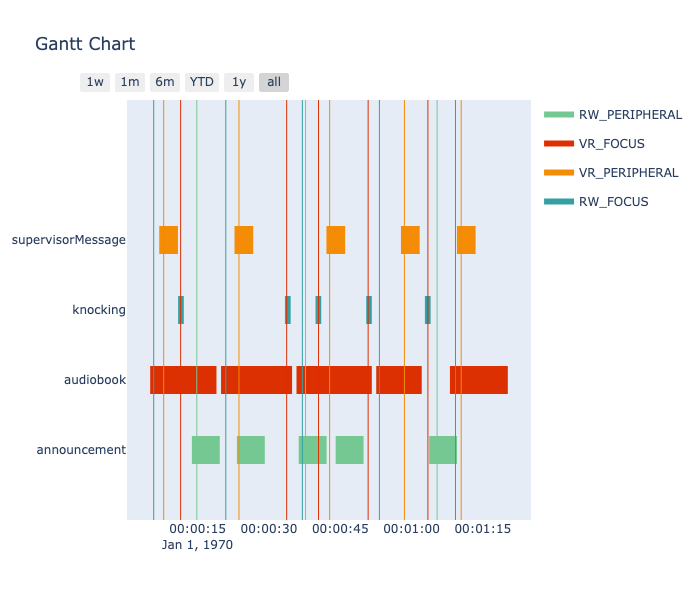 Gantt Chart
1w 1m 6m YTD 1y all
RW_PERIPHERAL
VR_FOCUS
VR_PERIPHERAL
RW_FOCUS
supervisorMessage
knocking
audiobook
announcement
00:00:15 00:00:30 00:00:45 00:01:00 00:01:15
Jan 1, 1970